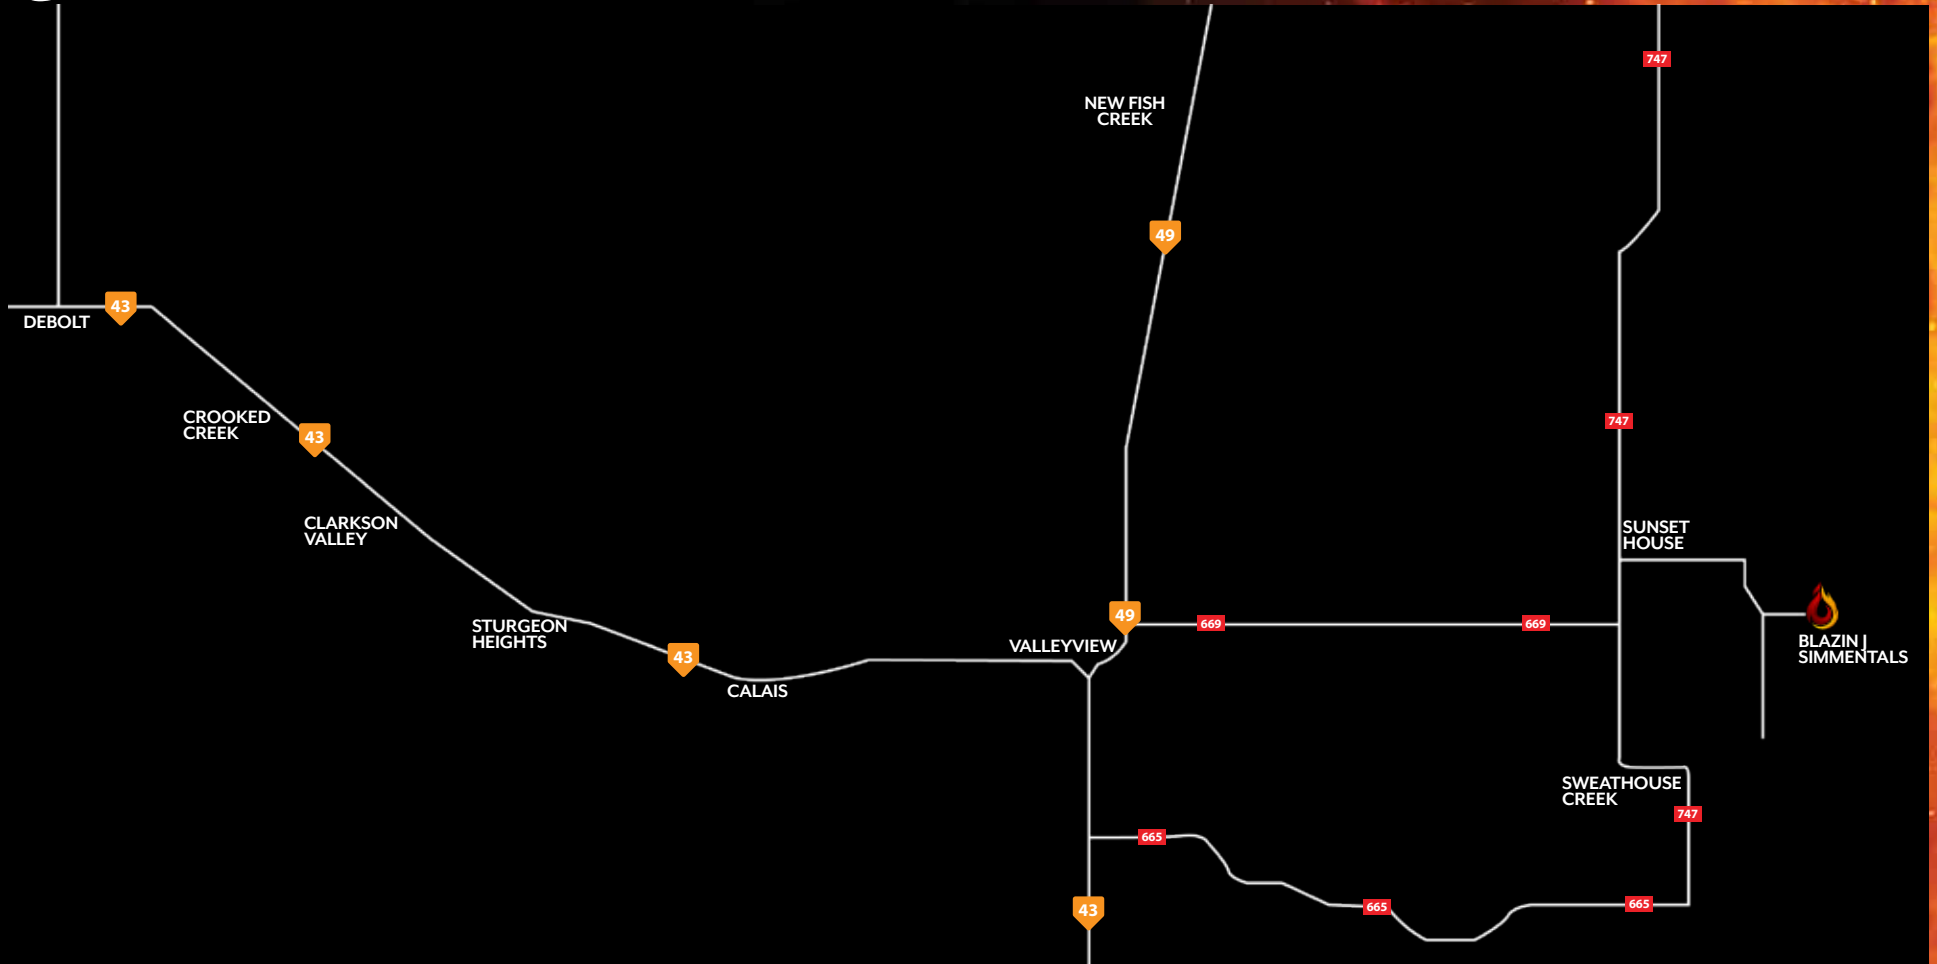 747
NEW FISH
CREEK
49
43
DEBOLT
CROOKED
CREEK
43
747
CLARKSON
VALLEY
SUNSET
HOUSE
49
669
669
STURGEON
HEIGHTS
VALLEYVIEW
BLAZIN J
SIMMENTALS
43
CALAIS
SWEATHOUSE
CREEK
747
665
43
665
665